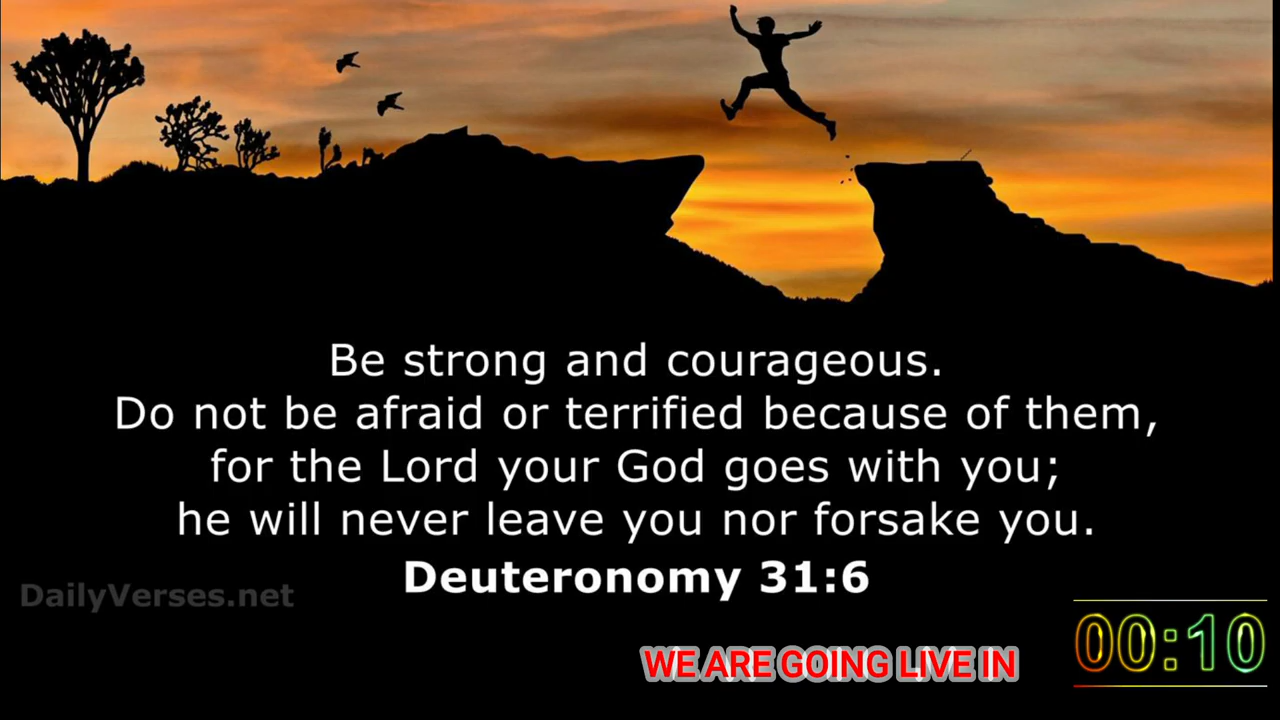 Be strong and courageous.
Do not be afraid or terrified because of them,
for the Lord your God goes with you;
he will never leave you nor forsake you.
Deuteronomy 31:6
DailyVerses.net
WE ARE GOING LIVE IN
00:10